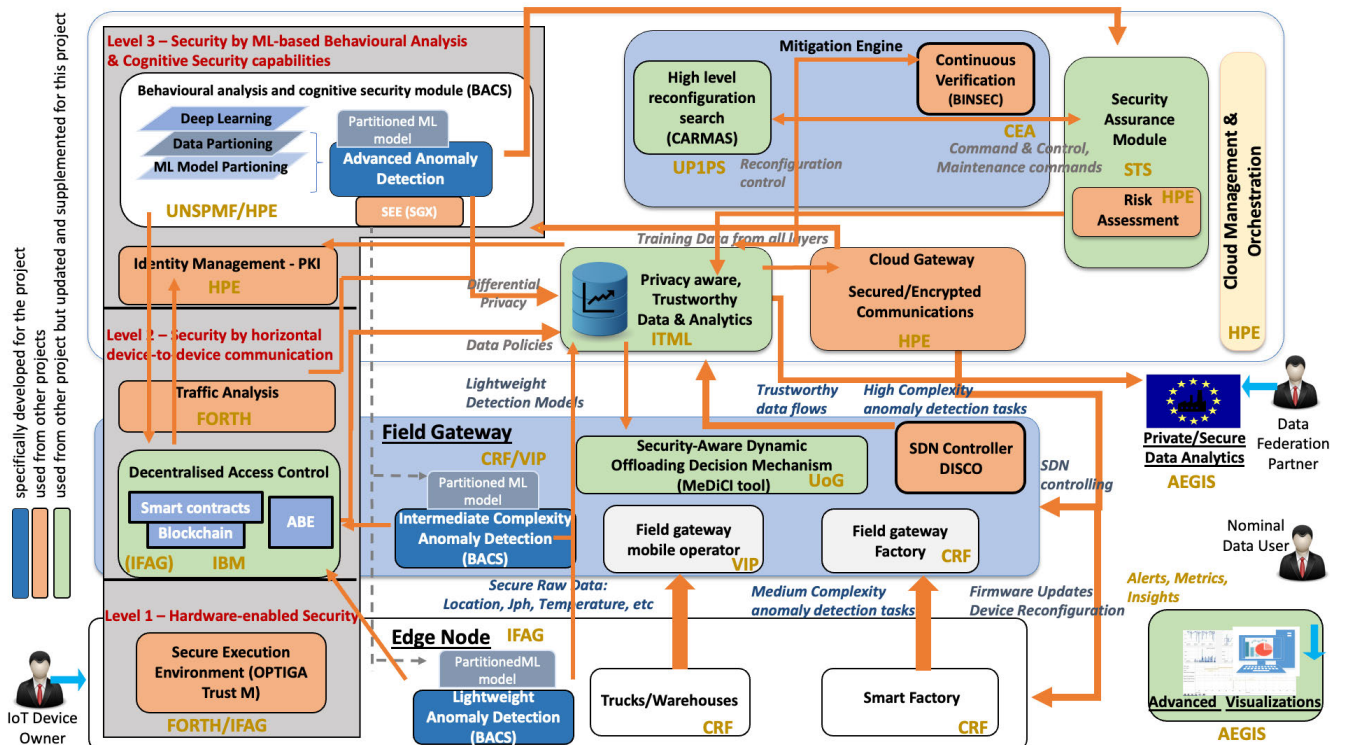 specifically developed for the project
used from other projects
used from other project but updated and supplemented for this project
Level 3 – Security by ML-based Behavioural Analysis
& Cognitive Security capabilities
Behavioural analysis and cognitive security module (BACS)
Deep Learning
Data Partioning
ML Model Partioning
Partitioned ML
model
Advanced Anomaly
Detection
SEE (SGX)
UNSPMF/HPE
Identity Management - PKI
HPE
Level 2 – Security by horizontal
device-to-device communication
Traffic Analysis
FORTH
Decentralised Access Control
Smart contracts
Blockchain
ABE
(IFAG)
IBM
Level 1 – Hardware-enabled Security
Secure Execution
Environment (OPTIGA
Trust M)
FORTH/IFAG
IoT Device
Owner
Mitigation Engine
High level
reconfiguration
search
(CARMAS)
UP1PS
Continuous
Verification
(BINSEC)
CEA
Reconfiguration
control
Command & Control,
Maintenance commands
Security
Assurance
Module
STS
HPE
Risk
Assessment
Cloud Management &
Orchestration
HPE
Training Data from all layers
Differential
Privacy
Data Policies
Privacy aware,
Trustworthy
Data & Analytics
ITML
Cloud Gateway
Secured/Encrypted
Communications
HPE
Lightweight
Detection Models
Trustworthy
data flows
High Complexity
anomaly detection tasks
Field Gateway
CRF/VIP
Partitioned ML
model
Intermediate Complexity
Anomaly Detection
(BACS)
Security-Aware Dynamic
Offloading Decision Mechanism
(MeDiCI tool)
UoG
SDN Controller
DISCO
SDN
controlling
Field gateway
mobile operator
VIP
Field gateway
Factory
CRF
Secure Raw Data:
Location, Jph, Temperature, etc
Medium Complexity
anomaly detection tasks
Firmware Updates
Device Reconfiguration
Edge Node
IFAG
PartitionedML
model
Lightweight
Anomaly Detection
(BACS)
Trucks/Warehouses
CRF
Smart Factory
CRF
Private/Secure
Data Analytics
AEGIS
Data
Federation
Partner
Nominal
Data User
Alerts, Metrics,
Insights
Advanced Visualizations
AEGIS